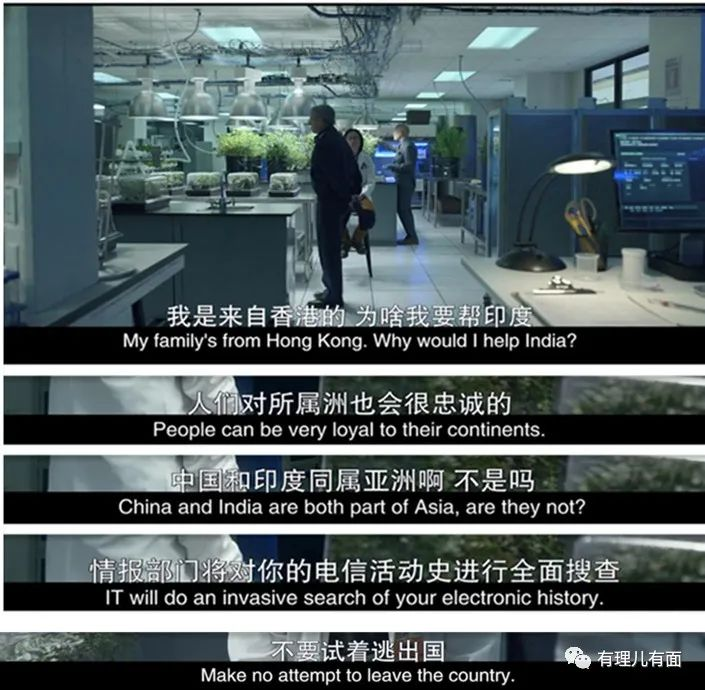 我是来自香港的 为啥我要帮印度
My family's from Hong Kong. Why would I help India?
人们对所属洲也会很忠诚的
People can be very loyal to their continents.
中国和印度同属亚洲啊 不是吗
China and India are both part of Asia, are they not?
情报部门将对你的电信活动史进行全面搜查
IT will do an invasive search of your electronic history.
不要试着逃出国
Make no attempt to leave the country.
有理儿有面